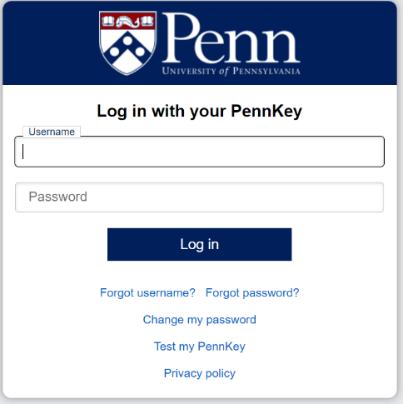 Penn
UNIVERSITY of PENNSYLVANIA
Log in with your PennKey
Username
Password
Log in
Forgot username? Forgot password?
Change my password
Test my PennKey
Privacy policy